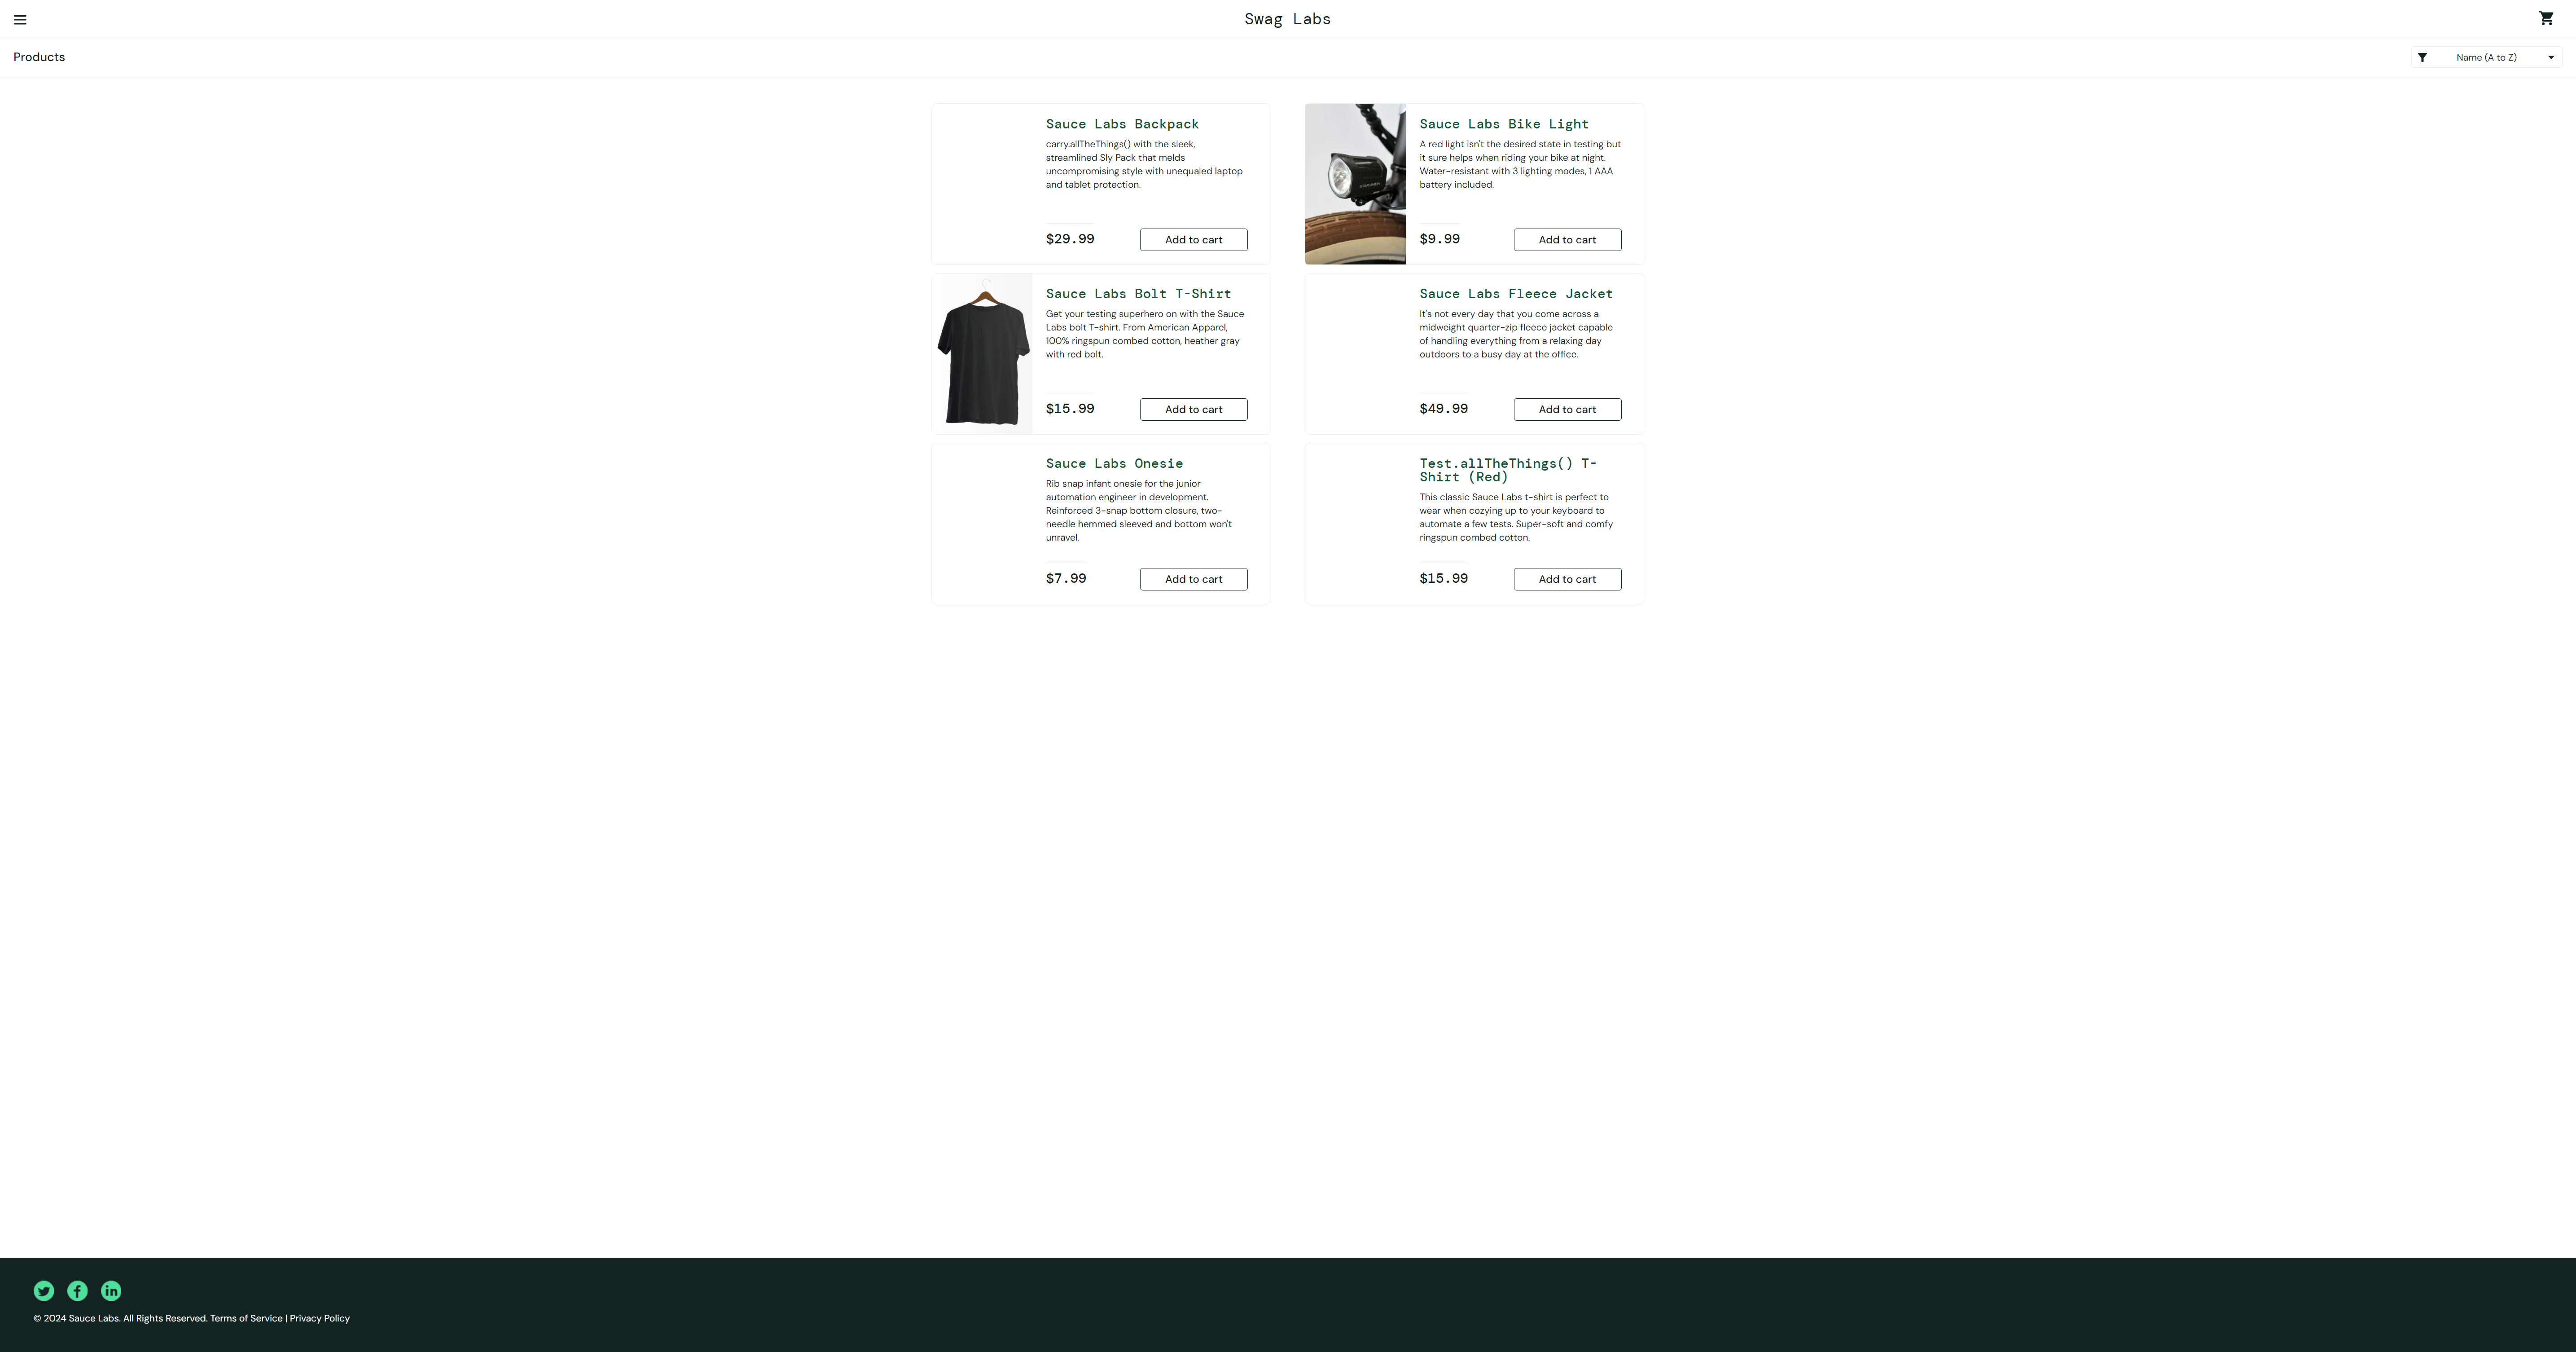 Swag Labs
Products
Name (A to Z)
Sauce Labs Backpack
carry.allTheThings() with the sleek,
streamlined Sly Pack that melds
uncompromising style with unequaled laptop
and tablet protection.
$29.99
Add to cart
Sauce Labs Bike Light
A red light isn't the desired state in testing but
it sure helps when riding your bike at night.
Water-resistant with 3 lighting modes, 1 AAA
battery included.
$9.99
Add to cart
Sauce Labs Bolt T-Shirt
Get your testing superhero on with the Sauce
Labs bolt T-shirt. From American Apparel,
100% ringspun combed cotton, heather gray
with red bolt.
$15.99
Add to cart
Sauce Labs Fleece Jacket
It's not every day that you come across a
midweight quarter-zip fleece jacket capable
of handling everything from a relaxing day
outdoors to a busy day at the office.
$49.99
Add to cart
Sauce Labs Onesie
Rib snap infant onesie for the junior
automation engineer in development.
Reinforced 3-snap bottom closure, two-
needle hemmed sleeved and bottom won't
unravel.
$7.99
Add to cart
Test.allTheThings() T-
Shirt (Red)
This classic Sauce Labs t-shirt is perfect to
wear when cozying up to your keyboard to
automate a few tests. Super-soft and comfy
ringspun combed cotton.
$15.99
Add to cart
© 2024 Sauce Labs. All Rights Reserved. Terms of Service | Privacy Policy